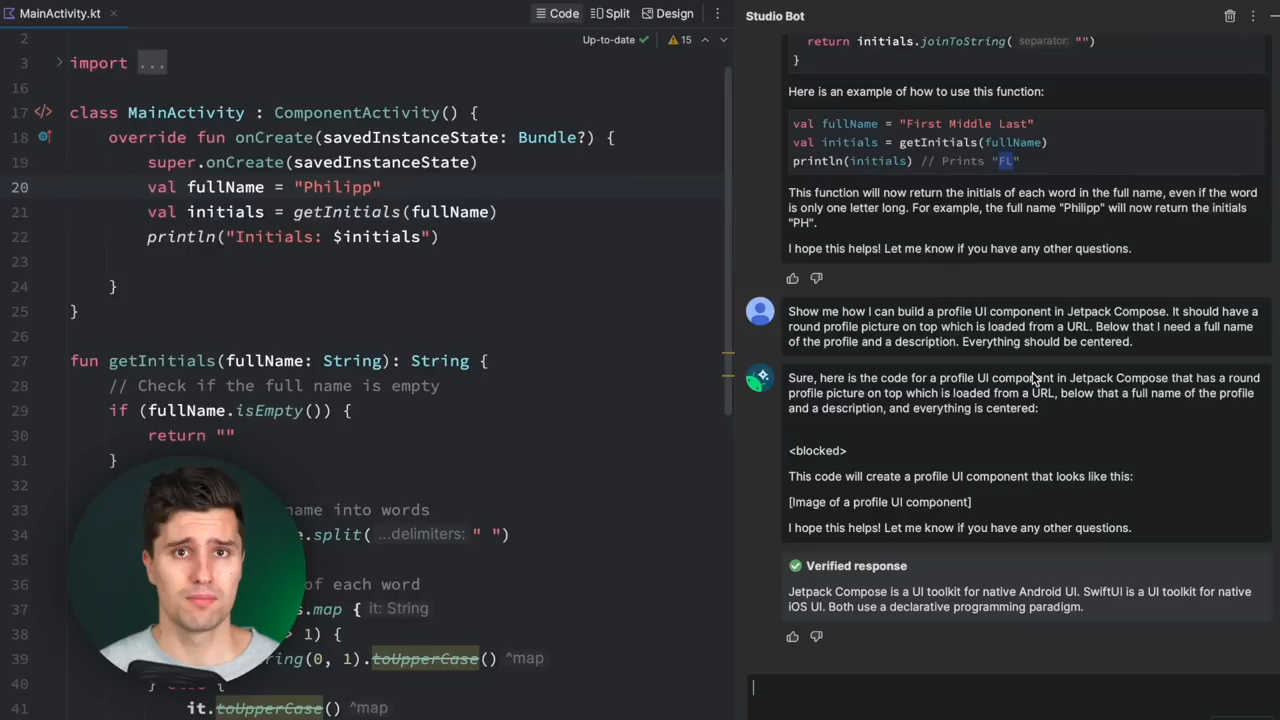 MainActivity.kt
Code
Split
Design
Up-to-date
15
2
3 import ...
16
17 class MainActivity : ComponentActivity() {
18 override fun onCreate(savedInstanceState: Bundle?) {
19 super.onCreate(savedInstanceState)
20 val fullName = "Philipp"
21 val initials = getInitials(fullName)
22 println("Initials: $initials")
23
24 }
25 }
26
27 fun getInitials(fullName: String): String {
28 // Check if the full name is empty
29 if (fullName.isEmpty()) {
30 return ""
31 }
32
33 name into words
34 .split( ...delimiters: " ")
35
36 of each word
37 s.map { it: String
38 > 1) {
39 ring(0, 1).toUpperCase() ^map
40 } else {
41 it.toUpperCase() ^map
Studio Bot
return initials.joinToString( separator: "")
}
Here is an example of how to use this function:
val fullName = "First Middle Last"
val initials = getInitials(fullName)
println(initials) // Prints "FL"
This function will now return the initials of each word in the full name, even if the word
is only one letter long. For example, the full name "Philipp" will now return the initials
"PH".
I hope this helps! Let me know if you have any other questions.
Show me how I can build a profile UI component in Jetpack Compose. It should have a
round profile picture on top which is loaded from a URL. Below that I need a full name
of the profile and a description. Everything should be centered.
Sure, here is the code for a profile UI component in Jetpack Compose that has a round
profile picture on top which is loaded from a URL, below that a full name of the profile
and a description, and everything is centered:
<blocked>
This code will create a profile UI component that looks like this:
[Image of a profile UI component]
I hope this helps! Let me know if you have any other questions.
Verified response
Jetpack Compose is a UI toolkit for native Android UI. SwiftUI is a UI toolkit for native
iOS UI. Both use a declarative programming paradigm.